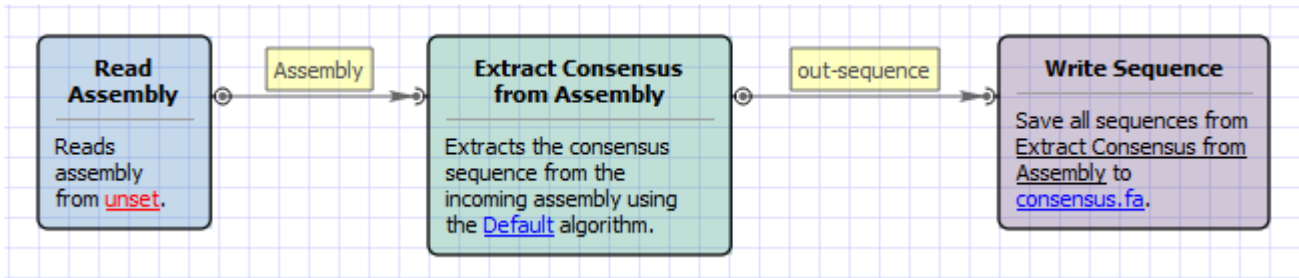 Read
Assembly
Reads
assembly
from unset.
Assembly
Extract Consensus
from Assembly
Extracts the consensus
sequence from the
incoming assembly using
the Default algorithm.
out-sequence
Write Sequence
Save all sequences from
Extract Consensus from
Assembly to
consensus.fa.